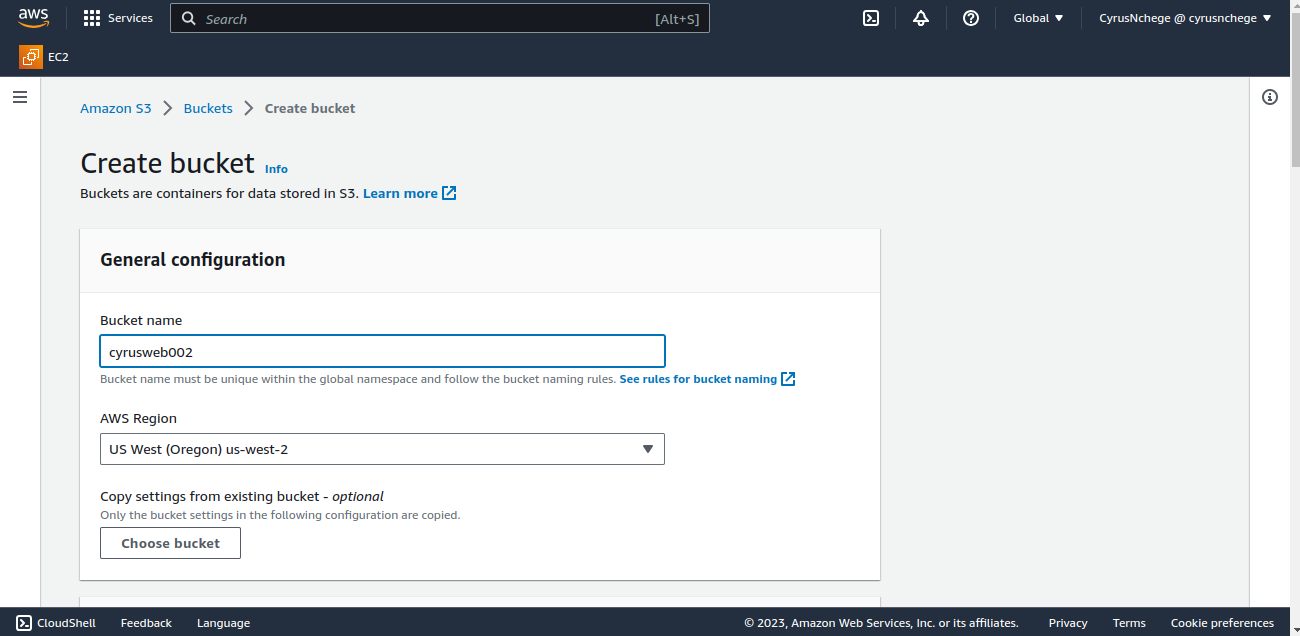 aws Services Search [Alt+S] Global CyrusNchege @ cyrusnchege
EC2
Amazon S3 Buckets Create bucket
Create bucket Info
Buckets are containers for data stored in S3. Learn more
General configuration
Bucket name
cyrusweb002
Bucket name must be unique within the global namespace and follow the bucket naming rules. See rules for bucket naming
AWS Region
US West (Oregon) us-west-2
Copy settings from existing bucket - optional
Only the bucket settings in the following configuration are copied.
Choose bucket
CloudShell Feedback Language © 2023, Amazon Web Services, Inc. or its affiliates. Privacy Terms Cookie preferences